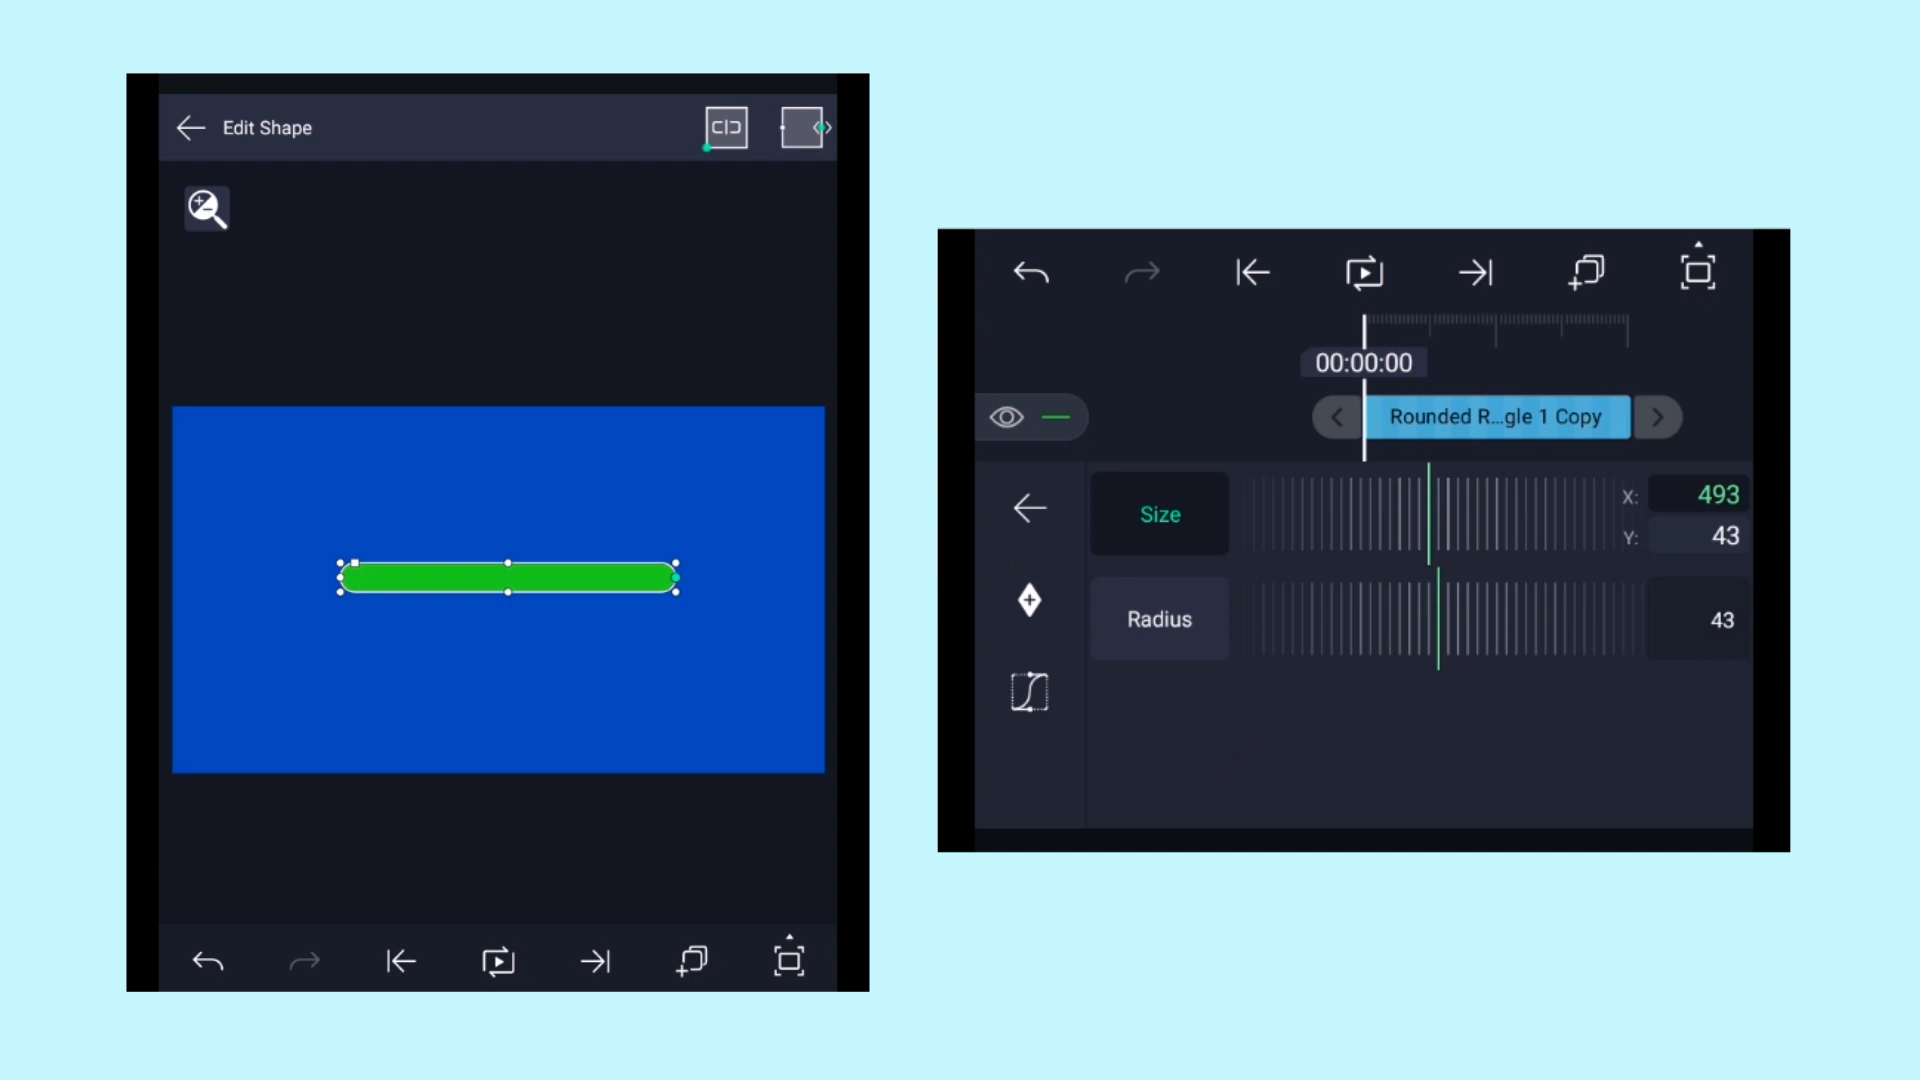 Edit Shape
00:00:00
Rounded R...gle 1 Copy
Size
X: 493
Y: 43
Radius
43